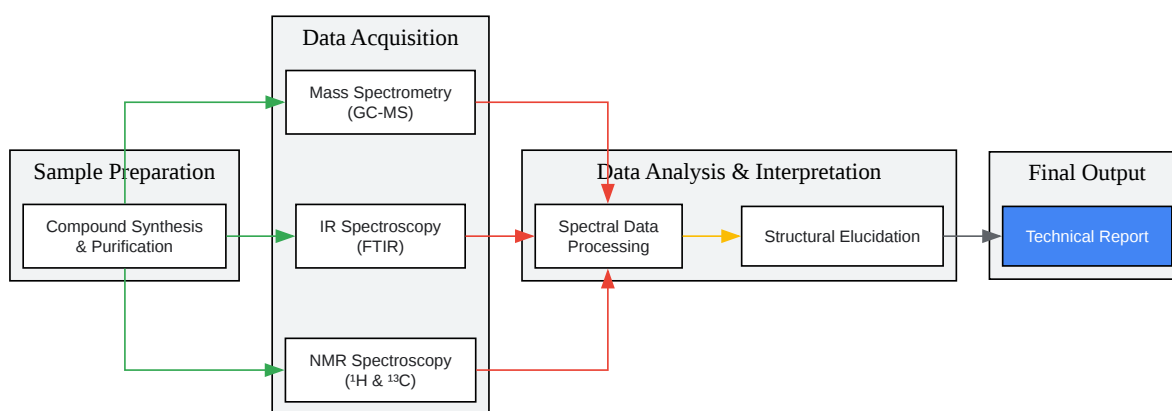 Sample Preparation
Compound Synthesis
& Purification
Data Acquisition
Mass Spectrometry
(GC-MS)
IR Spectroscopy
(FTIR)
NMR Spectroscopy
(¹H & ¹³C)
Data Analysis & Interpretation
Spectral Data
Processing
Structural Elucidation
Final Output
Technical Report